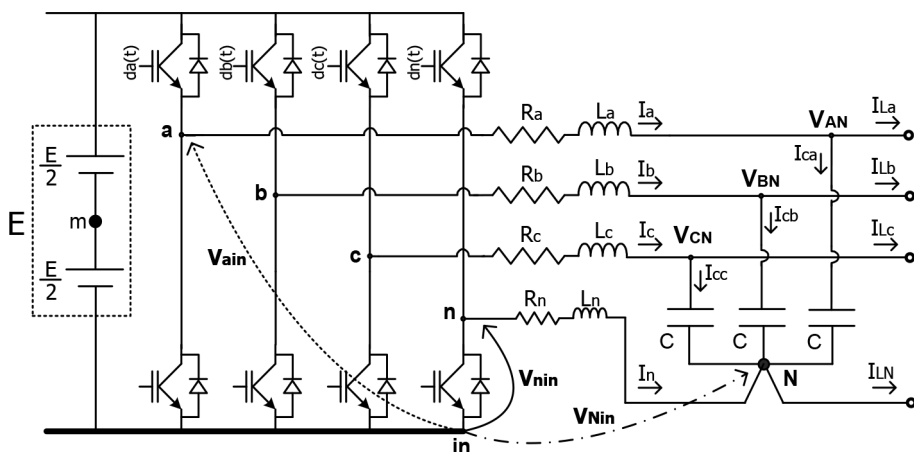 da(t)
db(t)
dc(t)
dn(t)
E
E/2
m
E/2
a
b
c
n
Vain
Vnin
VNin
in
Ra
La
Ia
VAN
ILa
Ica
Rb
Lb
Ib
VBN
ILb
Icb
Rc
Lc
Ic
VCN
ILc
Icc
Rn
Ln
In
C
C
C
N
ILN